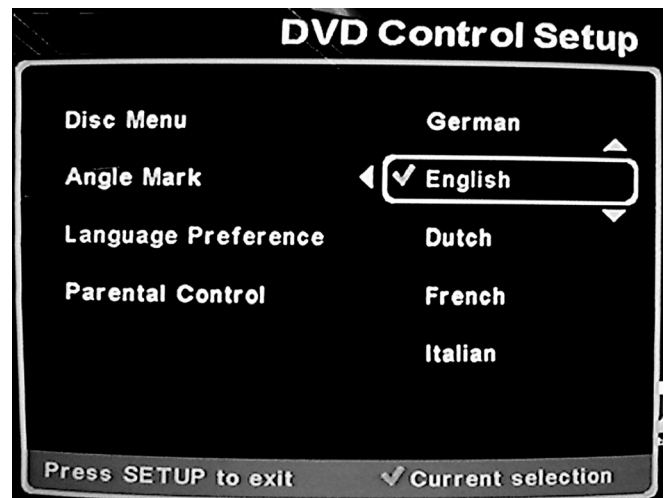 DVD Control Setup
Disc Menu German
Angle Mark English
Language Preference Dutch
Parental Control French
Italian
Press SETUP to exit ✓Current selection